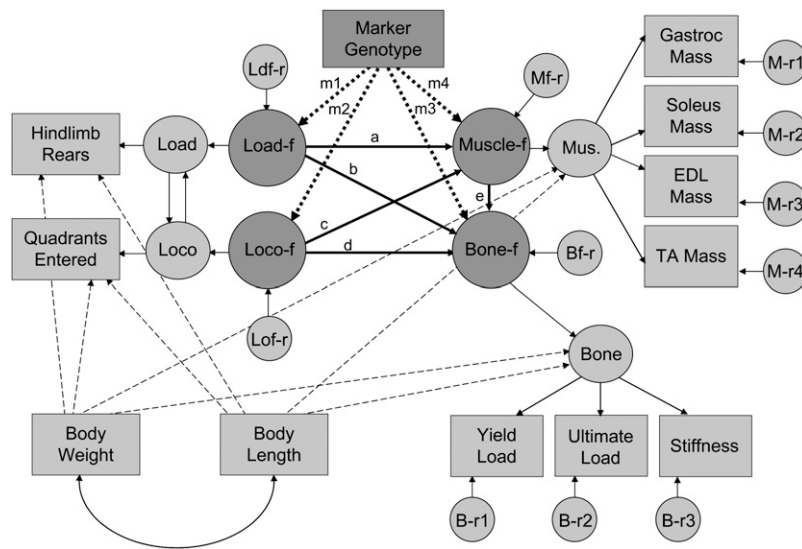 Marker
Genotype
Gastroc
Mass
M-r1
Ldf-r
Mf-r
m1
m2
m4
m3
Soleus
Mass
M-r2
Hindlimb
Rears
Load
Load-f
a
Muscle-f
Mus.
b
EDL
Mass
M-r3
c
e
Quadrants
Entered
Loco
Loco-f
d
Bone-f
Bf-r
TA Mass
M-r4
Lof-r
Bone
Body
Weight
Body
Length
Yield
Load
Ultimate
Load
Stiffness
B-r1
B-r2
B-r3